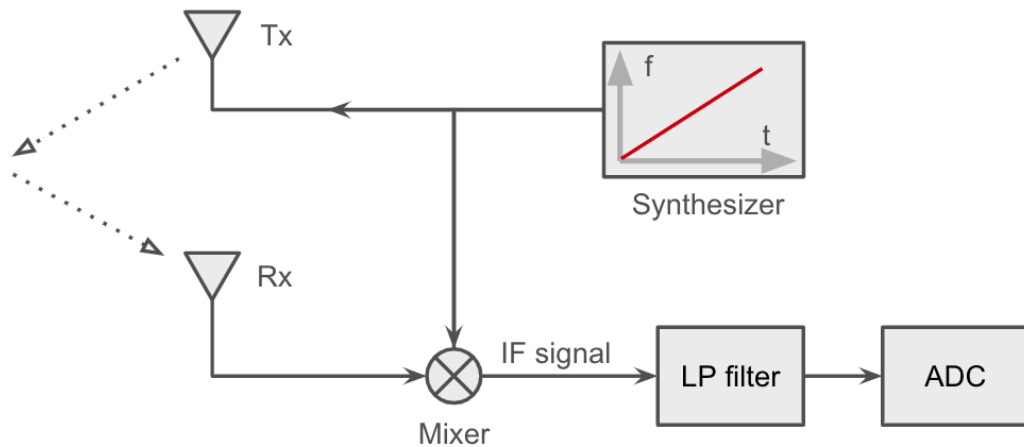 Tx
f
t
Synthesizer
Rx
IF signal
LP filter
ADC
Mixer